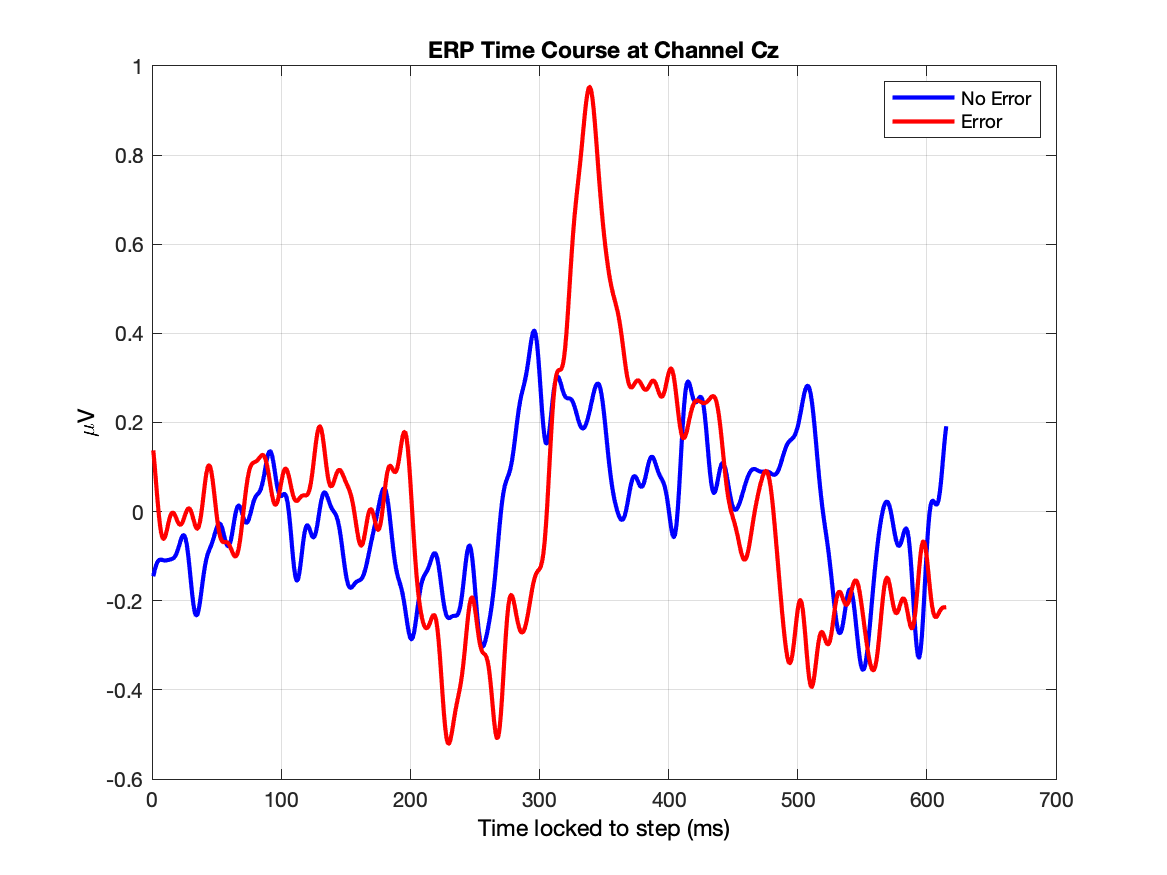 ERP Time Course at Channel Cz
No Error
Error
1
0.8
0.6
0.4
0.2
0
-0.2
-0.4
-0.6
μV
0 100 200 300 400 500 600 700
Time locked to step (ms)